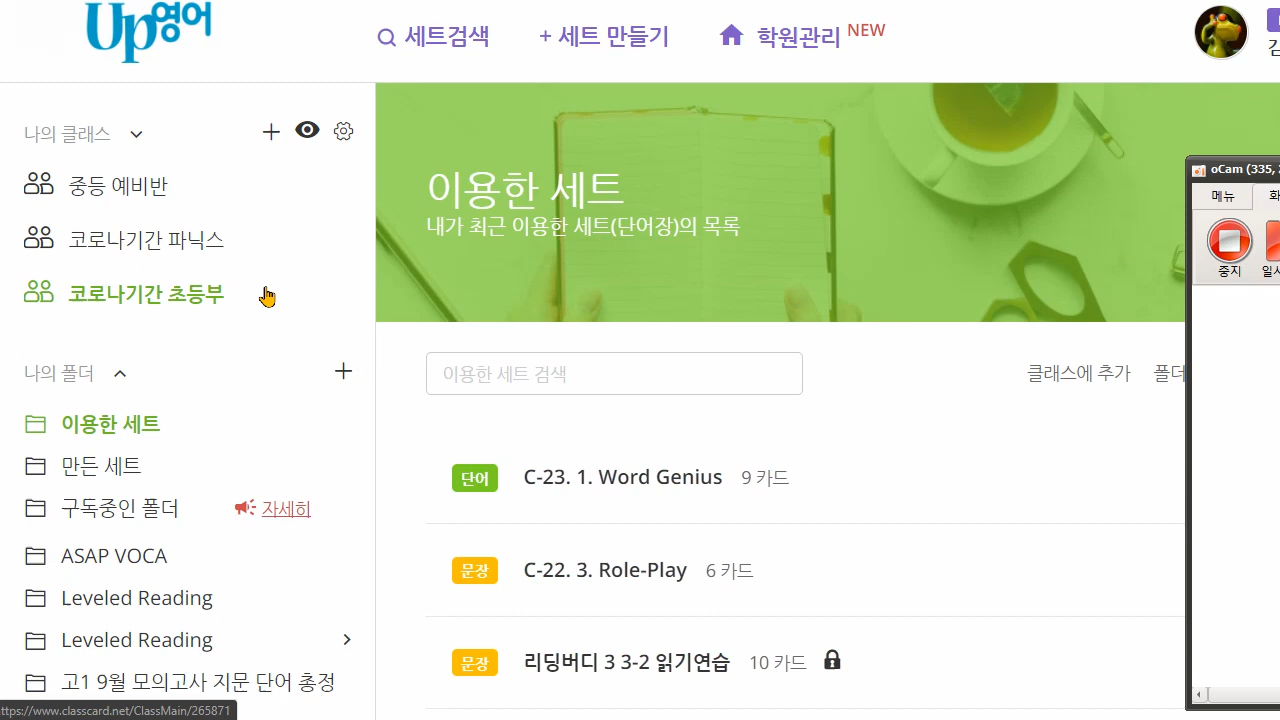 Up영어
세트검색
+ 세트 만들기
학원관리 NEW
나의 클래스
중등 예비반
코로나기간 파닉스
코로나기간 초등부
나의 폴더
이용한 세트
만든 세트
구독중인 폴더 자세히
ASAP VOCA
Leveled Reading
Leveled Reading
고1 9월 모의고사 지문 단어 총정
ttps://www.classcard.net/ClassMain/265871
이용한 세트
내가 최근 이용한 세트(단어장)의 목록
이용한 세트 검색
클래스에 추가 폴더
단어 C-23. 1. Word Genius 9 카드
문장 C-22. 3. Role-Play 6 카드
문장 리딩버디 3 3-2 읽기연습 10 카드
oCam (335,
메뉴
중지